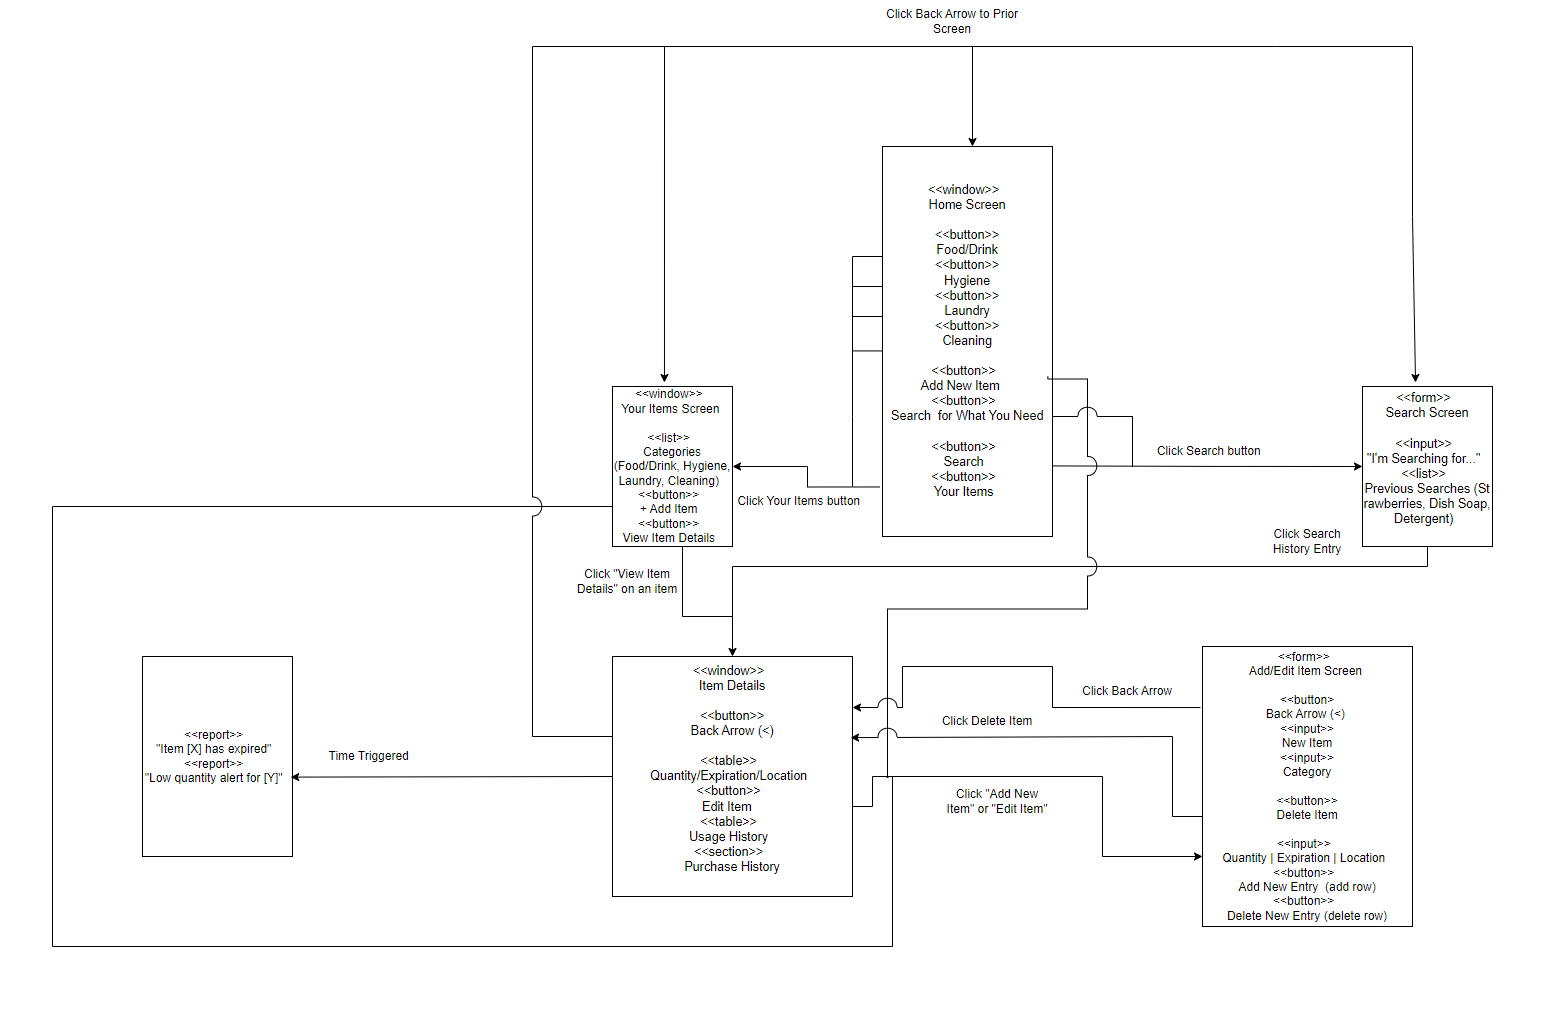 Click Back Arrow to Prior
Screen
<<window>>
Home Screen
<<button>>
Food/Drink
<<button>>
Hygiene
<<button>>
Laundry
<<button>>
Cleaning
<<button>>
Add New Item
<<button>>
Search  for What You Need
<<button>>
Search
<<button>>
Your Items
<<window>>
Your Items Screen
<<list>>
Categories
(Food/Drink, Hygiene,
Laundry, Cleaning)
<<button>>
+ Add Item
<<button>>
View Item Details
Click Your Items button
Click Search button
<<form>>
Search Screen
<<input>>
"I'm Searching for..."
<<list>>
Previous Searches (St
rawberries, Dish Soap,
Detergent)
Click Search
History Entry
Click "View Item
Details" on an item
<<report>>
"Item [X] has expired"
<<report>>
"Low quantity alert for [Y]"
Time Triggered
<<window>>
Item Details
<<button>>
Back Arrow (<)
<<table>>
Quantity/Expiration/Location
<<button>>
Edit Item
<<table>>
Usage History
<<section>>
Purchase History
Click Back Arrow
Click Delete Item
Click "Add New
Item" or "Edit Item"
<<form>>
Add/Edit Item Screen
<<button>
Back Arrow (<)
<<input>>
New Item
<<input>>
Category
<<button>>
Delete Item
<<input>>
Quantity | Expiration | Location
<<button>>
Add New Entry  (add row)
<<button>>
Delete New Entry (delete row)